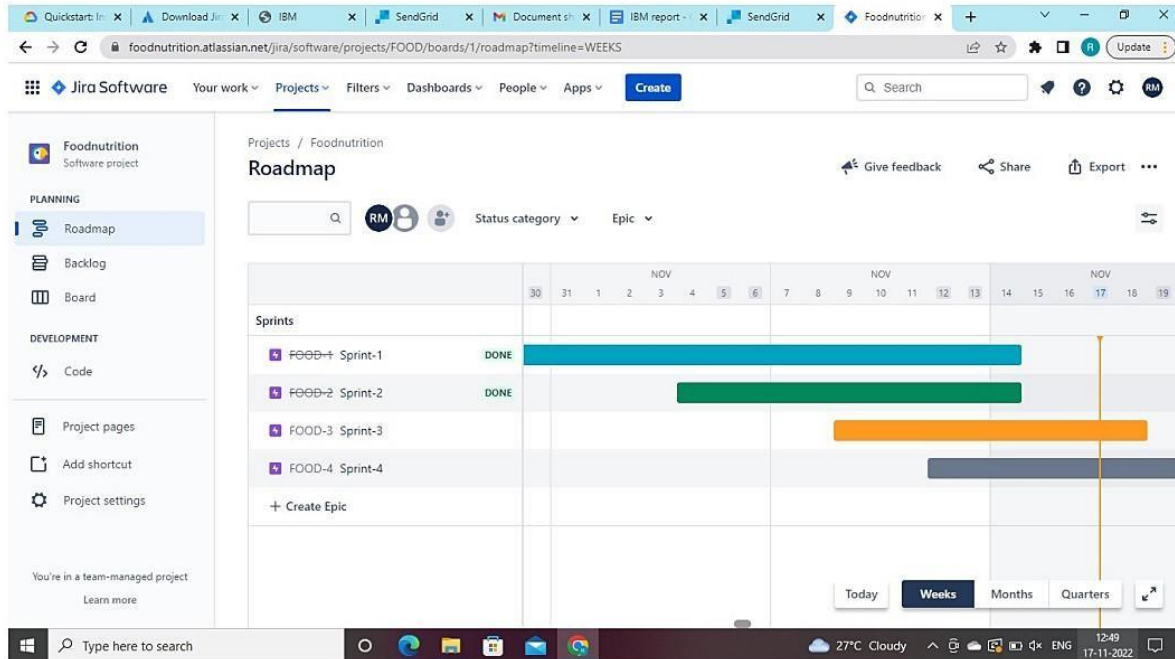 Quickstart: In
Download Jir
IBM
SendGrid
Document sh
IBM report -
SendGrid
Foodnutrition
foodnutrition.atlassian.net/jira/software/projects/FOOD/boards/1/roadmap?timeline=WEEKS
R
Update
Jira Software Your work Projects Filters Dashboards People Apps Create Search RM
Foodnutrition
Software project
PLANNING
Roadmap
Backlog
Board
DEVELOPMENT
Code
Project pages
Add shortcut
Project settings
You're in a team-managed project
Learn more
Projects / Foodnutrition
Roadmap
Give feedback Share Export
RM Status category Epic
NOV NOV NOV
30 31 1 2 3 4 5 6 7 8 9 10 11 12 13 14 15 16 17 18 19
Sprints
FOOD-1 Sprint-1 DONE
FOOD-2 Sprint-2 DONE
FOOD-3 Sprint-3
FOOD-4 Sprint-4
+ Create Epic
Today Weeks Months Quarters
Type here to search
27°C Cloudy ENG
12:49
17-11-2022